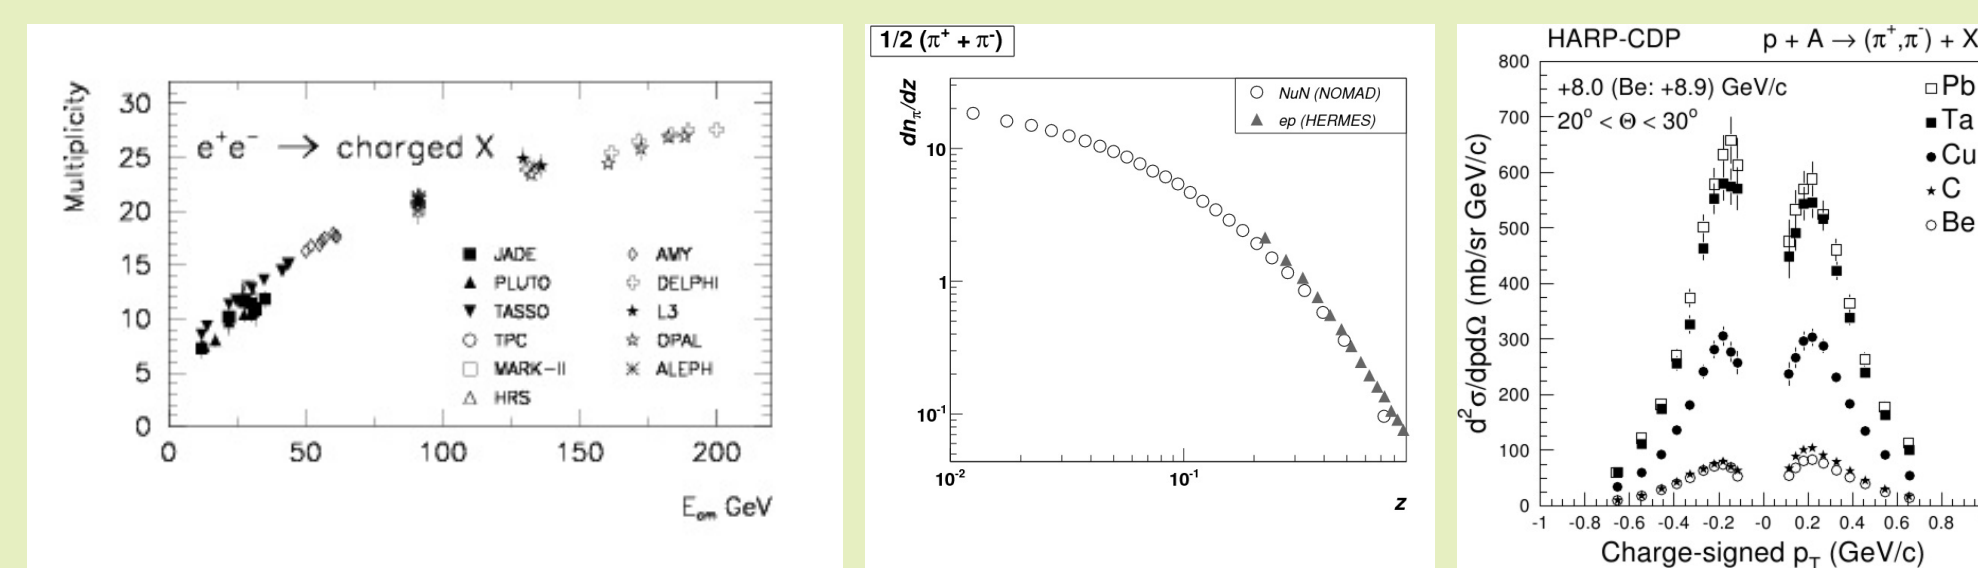 Multiplicity
30
25
20
15
10
5
0
e⁺e⁻ → charged X
JADE
PLUTO
TASSO
TPC
MARK-II
HRS
AMY
DELPHI
L3
OPAL
ALEPH
0 50 100 150 200
E_cm GeV
1/2 (π⁺ + π⁻)
dn_π/dz
NuN (NOMAD)
ep (HERMES)
10
1
10⁻¹
10⁻² 10⁻¹
z
HARP-CDP p + A → (π⁺,π⁻) + X
d²σ/dpdΩ (mb/sr GeV/c)
800
700
600
500
400
300
200
100
0
+8.0 (Be: +8.9) GeV/c
20° < Θ < 30°
Pb
Ta
Cu
C
Be
-1 -0.8 -0.6 -0.4 -0.2 -0 0.2 0.4 0.6 0.8
Charge-signed p_T (GeV/c)